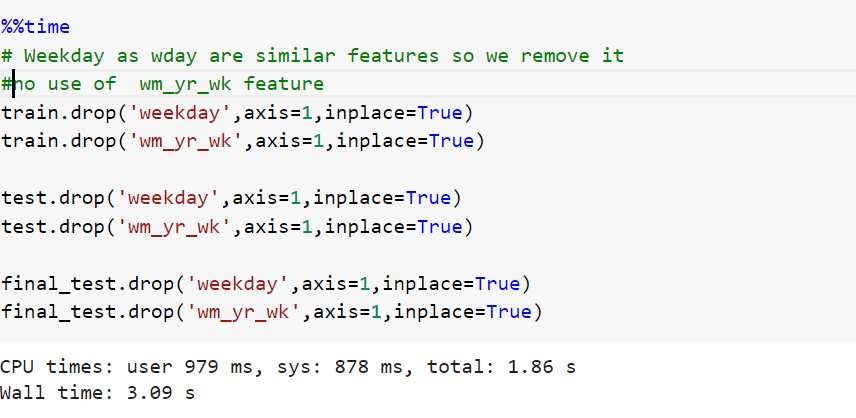 %%time
# Weekday as wday are similar features so we remove it
#no use of  wm_yr_wk feature
train.drop('weekday',axis=1,inplace=True)
train.drop('wm_yr_wk',axis=1,inplace=True)
test.drop('weekday',axis=1,inplace=True)
test.drop('wm_yr_wk',axis=1,inplace=True)
final_test.drop('weekday',axis=1,inplace=True)
final_test.drop('wm_yr_wk',axis=1,inplace=True)
CPU times: user 979 ms, sys: 878 ms, total: 1.86 s
Wall time: 3.09 s